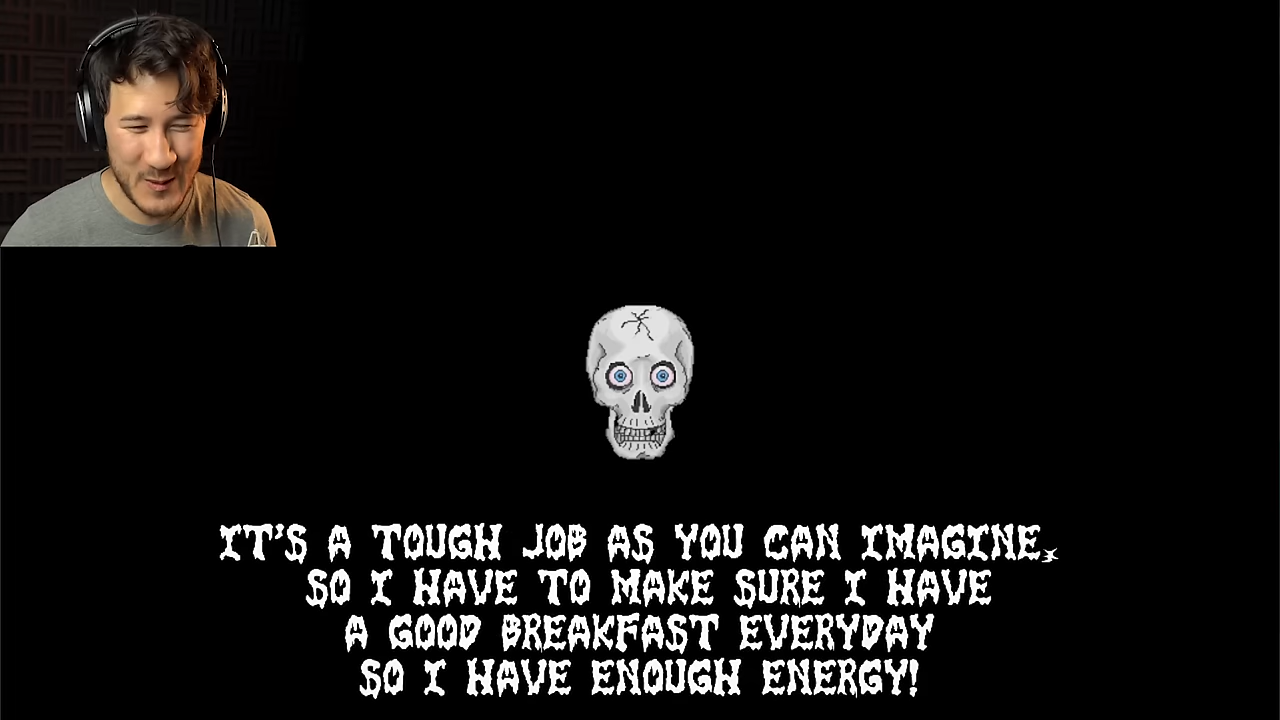 IT'S A TOUGH JOB AS YOU CAN IMAGINE,
SO I HAVE TO MAKE SURE I HAVE
A GOOD BREAKFAST EVERYDAY
SO I HAVE ENOUGH ENERGY!